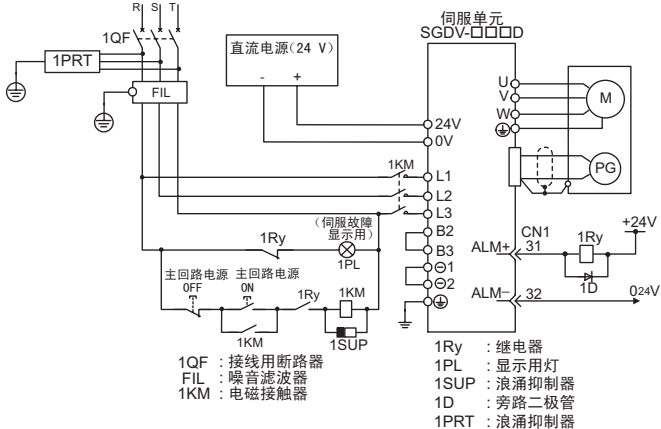 R S T
1QF
1PRT
FIL
直流电源(24 V)
- +
伺服单元
SGDV-□□□D
24V
0V
U
V
W
M
PG
1KM
L1
L2
L3
(伺服故障
显示用)
B2
B3
⊖1
⊖2
1Ry
1PL
主回路电源
OFF
主回路电源
ON
1Ry
1KM
1KM
1SUP
CN1
ALM+
31
1Ry
+24V
1D
ALM−
32
024V
1QF : 接线用断路器
FIL : 噪音滤波器
1KM : 电磁接触器
1Ry : 继电器
1PL : 显示用灯
1SUP : 浪涌抑制器
1D : 旁路二极管
1PRT : 浪涌抑制器